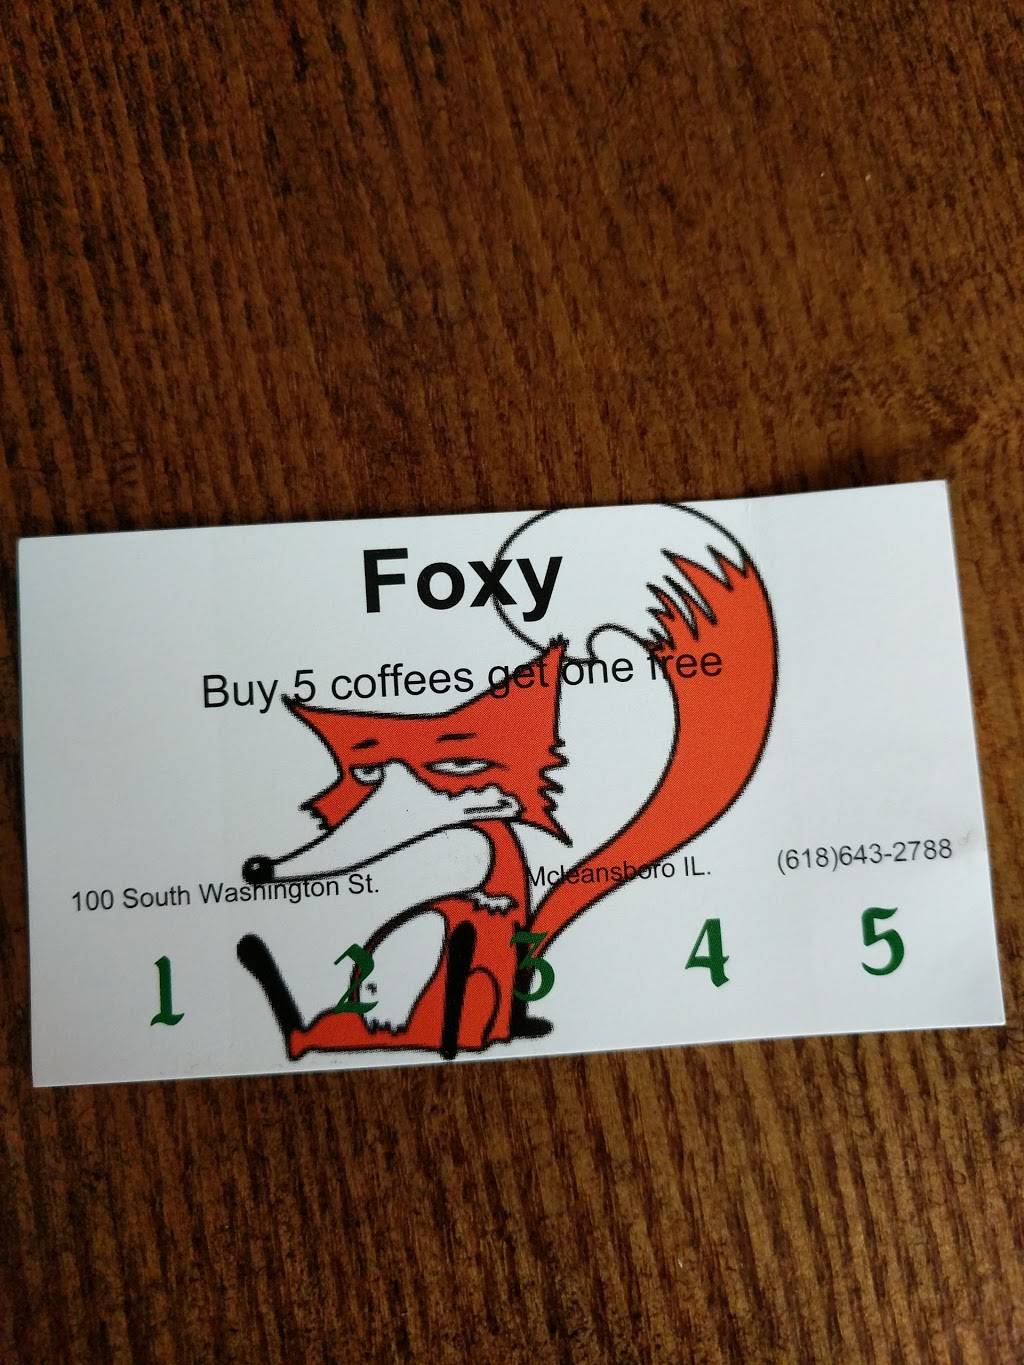 Foxy
Buy 5 coffees get one free
100 South Washington St. Mcleansboro IL. (618)643-2788
1 2 3 4 5